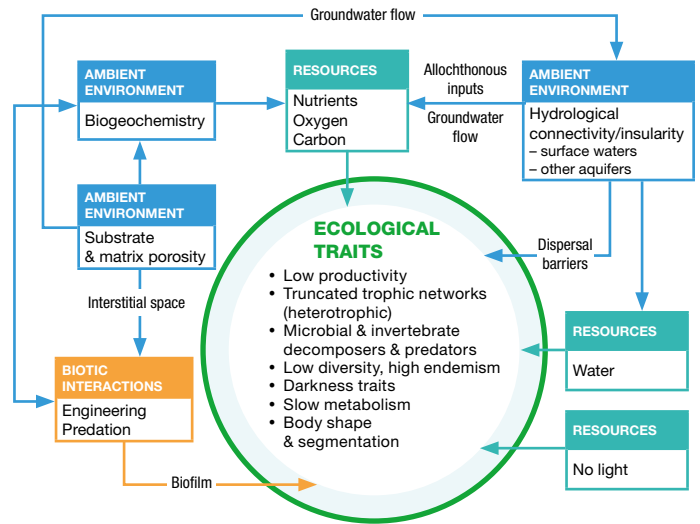 Groundwater flow
AMBIENT
ENVIRONMENT
Biogeochemistry
RESOURCES
Nutrients
Oxygen
Carbon
Allochthonous
inputs
Groundwater
flow
AMBIENT
ENVIRONMENT
Hydrological
connectivity/insularity
– surface waters
– other aquifers
AMBIENT
ENVIRONMENT
Substrate
& matrix porosity
Interstitial space
ECOLOGICAL
TRAITS
• Low productivity
• Truncated trophic networks
(heterotrophic)
• Microbial & invertebrate
decomposers & predators
• Low diversity, high endemism
• Darkness traits
• Slow metabolism
• Body shape
& segmentation
Dispersal
barriers
RESOURCES
Water
BIOTIC
INTERACTIONS
Engineering
Predation
RESOURCES
No light
Biofilm